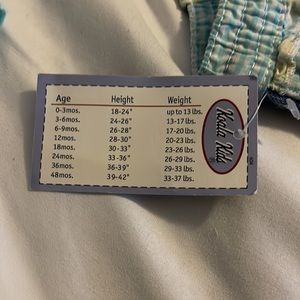 Age Height Weight
0-3mos. 18-24" up to 13 lbs.
3-6mos. 24-26" 13-17 lbs.
6-9mos. 26-28" 17-20 lbs.
12mos. 28-30" 20-23 lbs.
18mos. 30-33" 23-26 lbs.
24mos. 33-36" 26-29 lbs.
36mos. 36-39" 29-33 lbs.
48mos. 39-42" 33-37 lbs.
Koala Kids